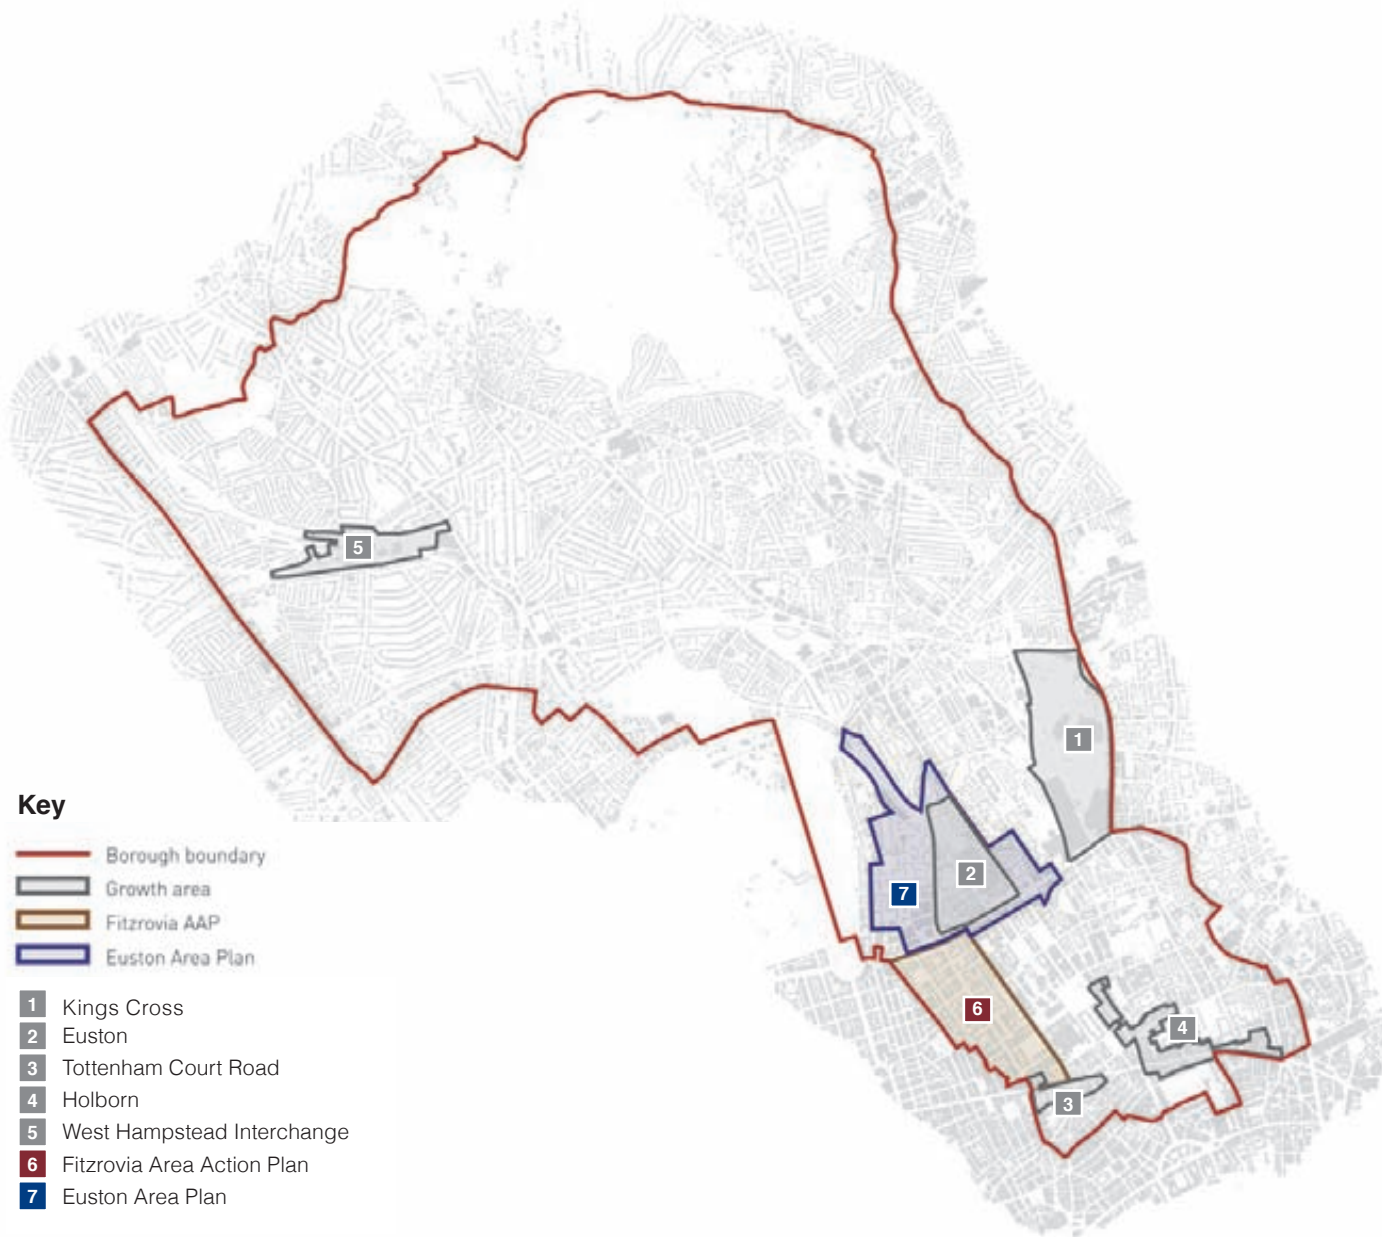 5
1
2
7
6
4
3
Key
Borough boundary
Growth area
Fitzrovia AAP
Euston Area Plan
1 Kings Cross
2 Euston
3 Tottenham Court Road
4 Holborn
5 West Hampstead Interchange
6 Fitzrovia Area Action Plan
7 Euston Area Plan